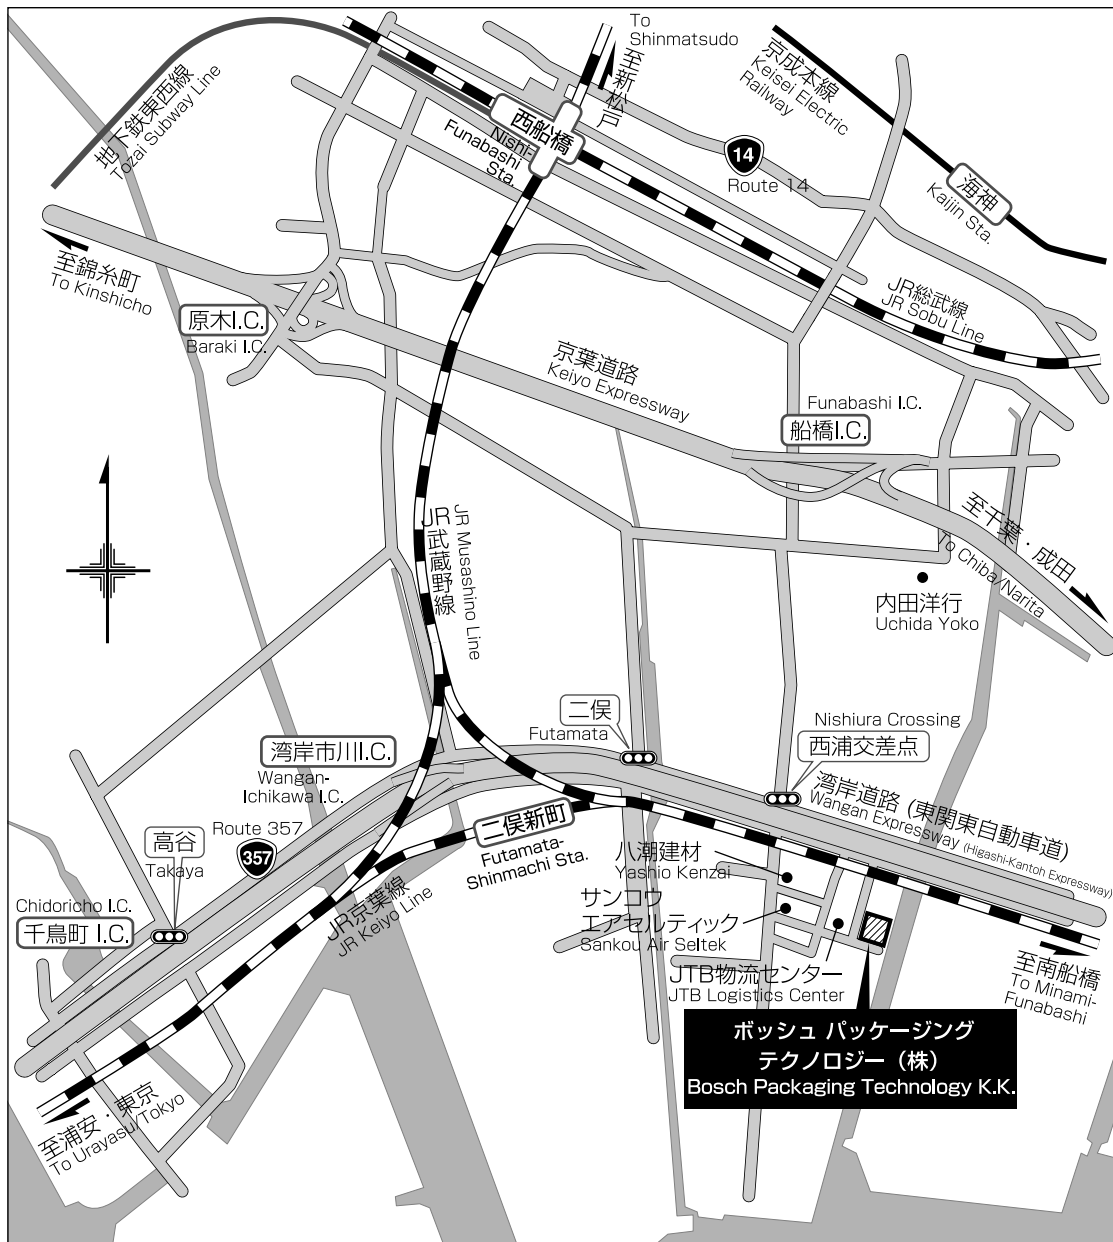 To
Shinmatsudo
至新松戸
京成本線
Keisei Electric
Railway
地下鉄東西線
Tozai Subway Line
西船橋
Nishi-
Funabashi
Sta.
14
Route 14
海神
Kaijin Sta.
至錦糸町
To Kinshicho
原木I.C.
Baraki I.C.
JR総武線
JR Sobu Line
京葉道路
Keiyo Expressway
Funabashi I.C.
船橋I.C.
至千葉・成田
To Chiba/Narita
JR武蔵野線
JR Musashino Line
内田洋行
Uchida Yoko
二俣
Futamata
Nishiura Crossing
西浦交差点
湾岸市川I.C.
Wangan-
Ichikawa I.C.
湾岸道路 (東関東自動車道)
Wangan Expressway (Higashi-Kantoh Expressway)
Route 357
357
高谷
Takaya
二俣新町
Futamata-
Shinmachi Sta.
八潮建材
Yashio Kenzai
サンコウ
エアセルティック
Sankou Air Seltek
JR京葉線
JR Keiyo Line
Chidoricho I.C.
千鳥町 I.C.
JTB物流センター
JTB Logistics Center
至南船橋
To Minami-
Funabashi
ボッシュ パッケージング
テクノロジー（株）
Bosch Packaging Technology K.K.
至浦安・東京
To Urayasu/Tokyo